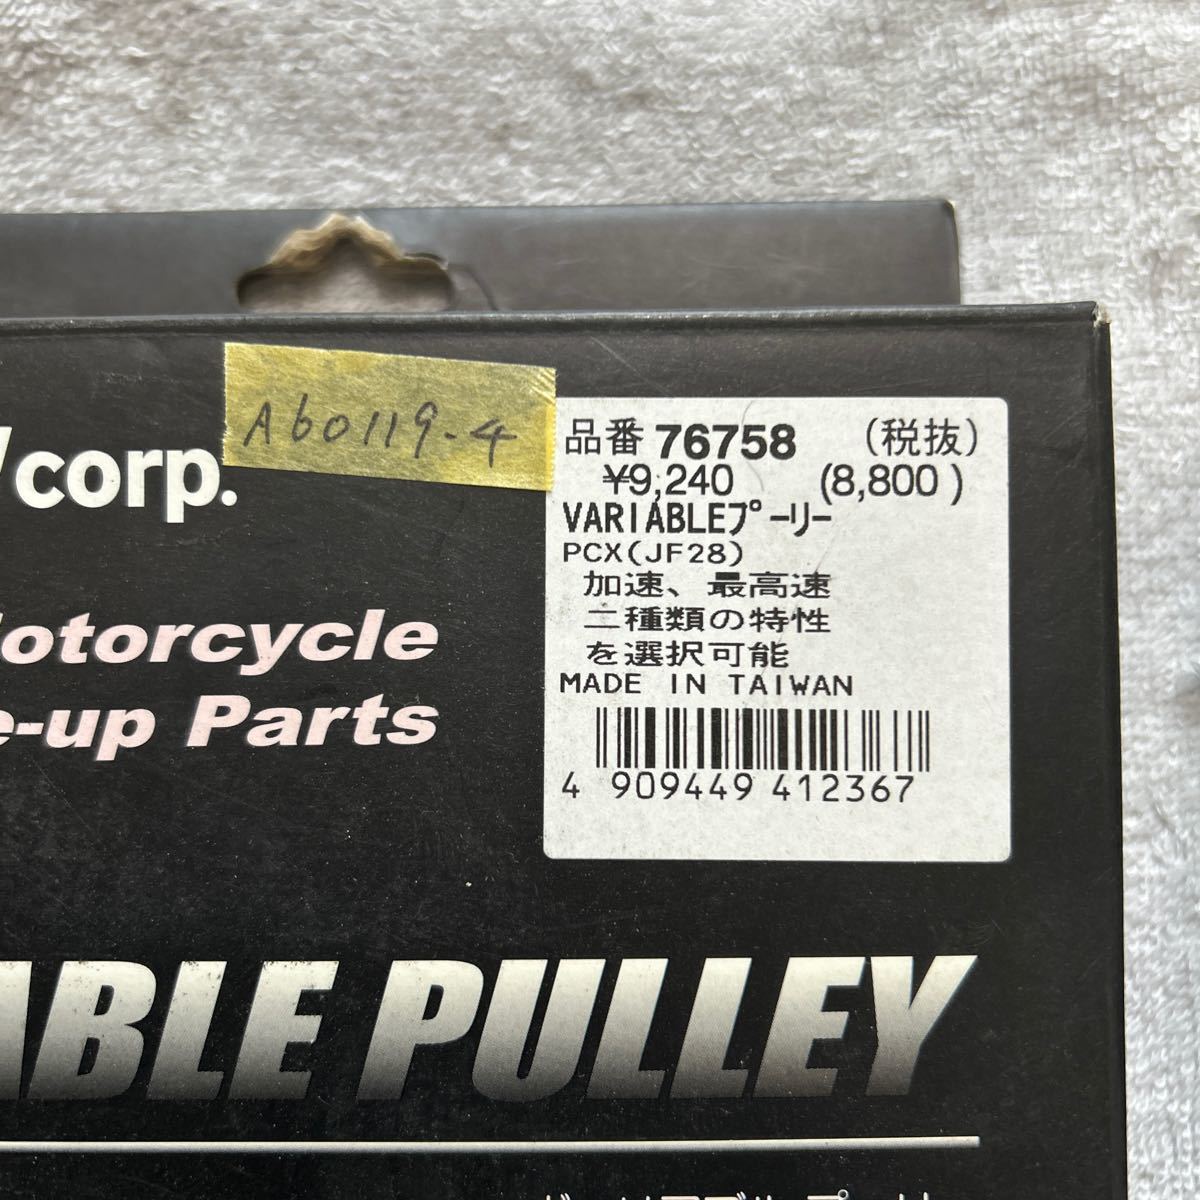 corp.
A60119-4
品番 76758 (税抜)
¥9,240 (8,800 )
VARIABLEﾌﾟｰﾘｰ
PCX(JF28)
加速、最高速
二種類の特性
を選択可能
MADE IN TAIWAN
4 909449 412367
otorcycle
e-up Parts
ABLE PULLEY